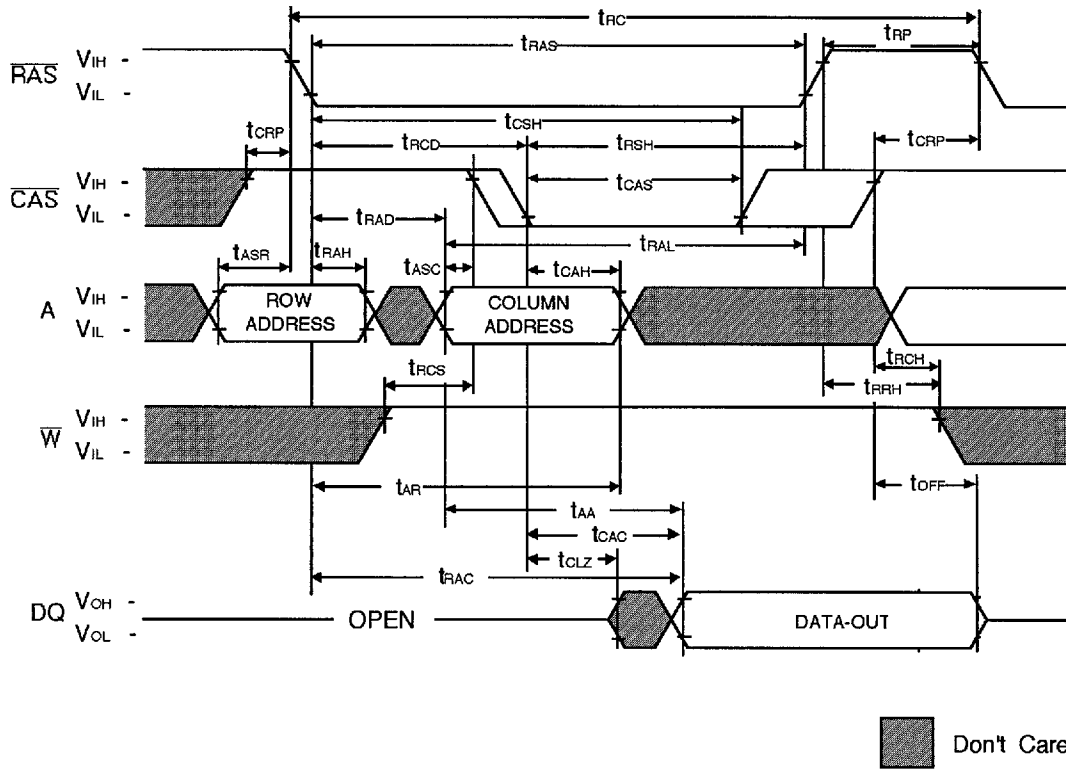 tRC
tRAS
tRP
RAS
VIH -
VIL -
tCSH
tCRP
tRCD
tRSH
tCRP
CAS
VIH -
VIL -
tCAS
tRAD
tRAL
tASR
tRAH
tASC
tCAH
A
VIH -
VIL -
ROW
ADDRESS
COLUMN
ADDRESS
tRCS
tRCH
tRRH
W
VIH -
VIL -
tAR
tOFF
tAA
tCAC
tCLZ
tRAC
DQ
VOH -
VOL -
OPEN
DATA-OUT
Don't Care